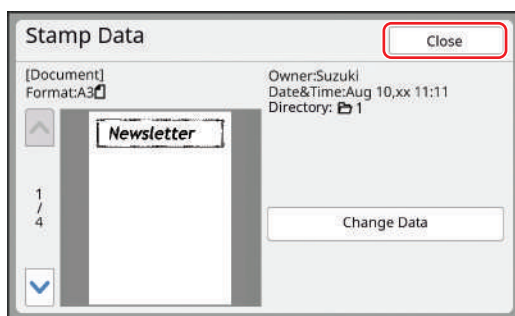 Stamp Data
Close
[Document]
Format:A3
Owner:Suzuki
Date&Time:Aug 10,xx 11:11
Directory: 1
Newsletter
1
/
4
Change Data